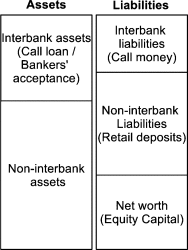 Assets
Interbank assets
(Call loan /
Bankers'
acceptance)
Non-interbank
assets
Liabilities
Interbank
liabilities
(Call money)
Non-interbank
Liabilities
(Retail deposits)
Net worth
(Equity Capital)